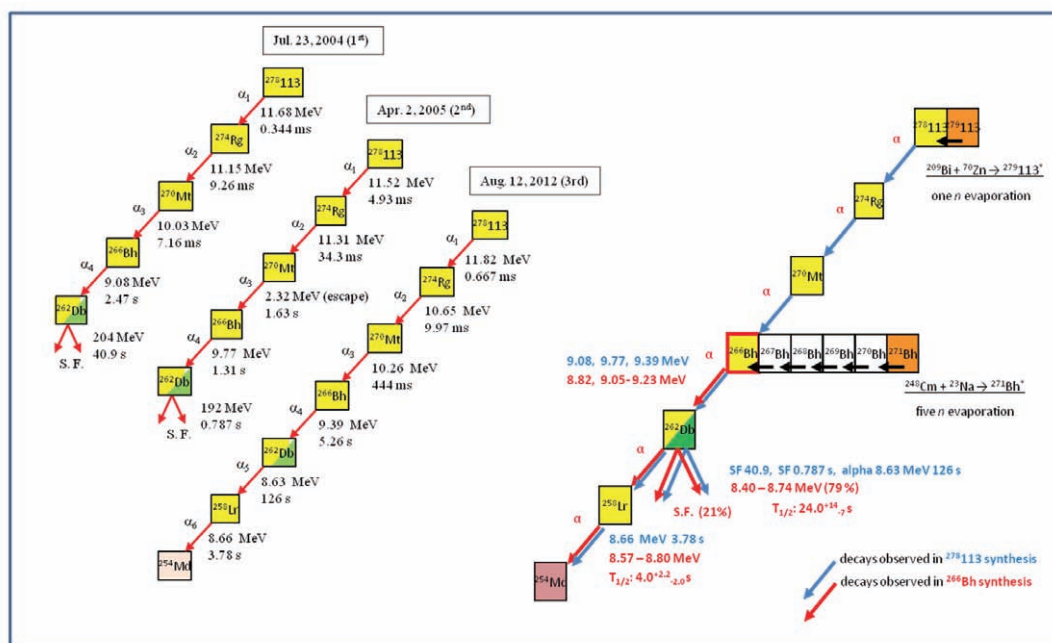 Jul. 23, 2004 (1st)
278113
α1
11.68 MeV
0.344 ms
274Rg
α2
11.15 MeV
9.26 ms
270Mt
α3
10.03 MeV
7.16 ms
266Bh
α4
9.08 MeV
2.47 s
262Db
204 MeV
40.9 s
S.F.
Apr. 2, 2005 (2nd)
278113
α1
11.52 MeV
4.93 ms
274Rg
α2
11.31 MeV
34.3 ms
270Mt
α3
2.32 MeV (escape)
1.63 s
266Bh
α4
9.77 MeV
1.31 s
262Db
192 MeV
0.787 s
S.F.
Aug. 12, 2012 (3rd)
278113
α1
11.82 MeV
0.667 ms
274Rg
α2
10.65 MeV
9.97 ms
270Mt
α3
10.26 MeV
444 ms
266Bh
α4
9.39 MeV
5.26 s
262Db
α5
8.63 MeV
126 s
258Lr
α6
8.66 MeV
3.78 s
254Md
278113 279113
α
209Bi + 70Zn → 279113*
one n evaporation
274Rg
α
270Mt
α
266Bh 267Bh 268Bh 269Bh 270Bh 271Bh
248Cm + 23Na → 271Bh*
five n evaporation
9.08, 9.77, 9.39 MeV
8.82, 9.05-9.23 MeV
α
262Db
α
S.F. (21%)
SF 40.9, SF 0.787 s, alpha 8.63 MeV 126 s
8.40 – 8.74 MeV (79 %)
T1/2: 24.0+14-7 s
258Lr
α
8.66 MeV 3.78 s
8.57 – 8.80 MeV
T1/2: 4.0+2.2-2.0 s
254Md
decays observed in 278113 synthesis
decays observed in 266Bh synthesis